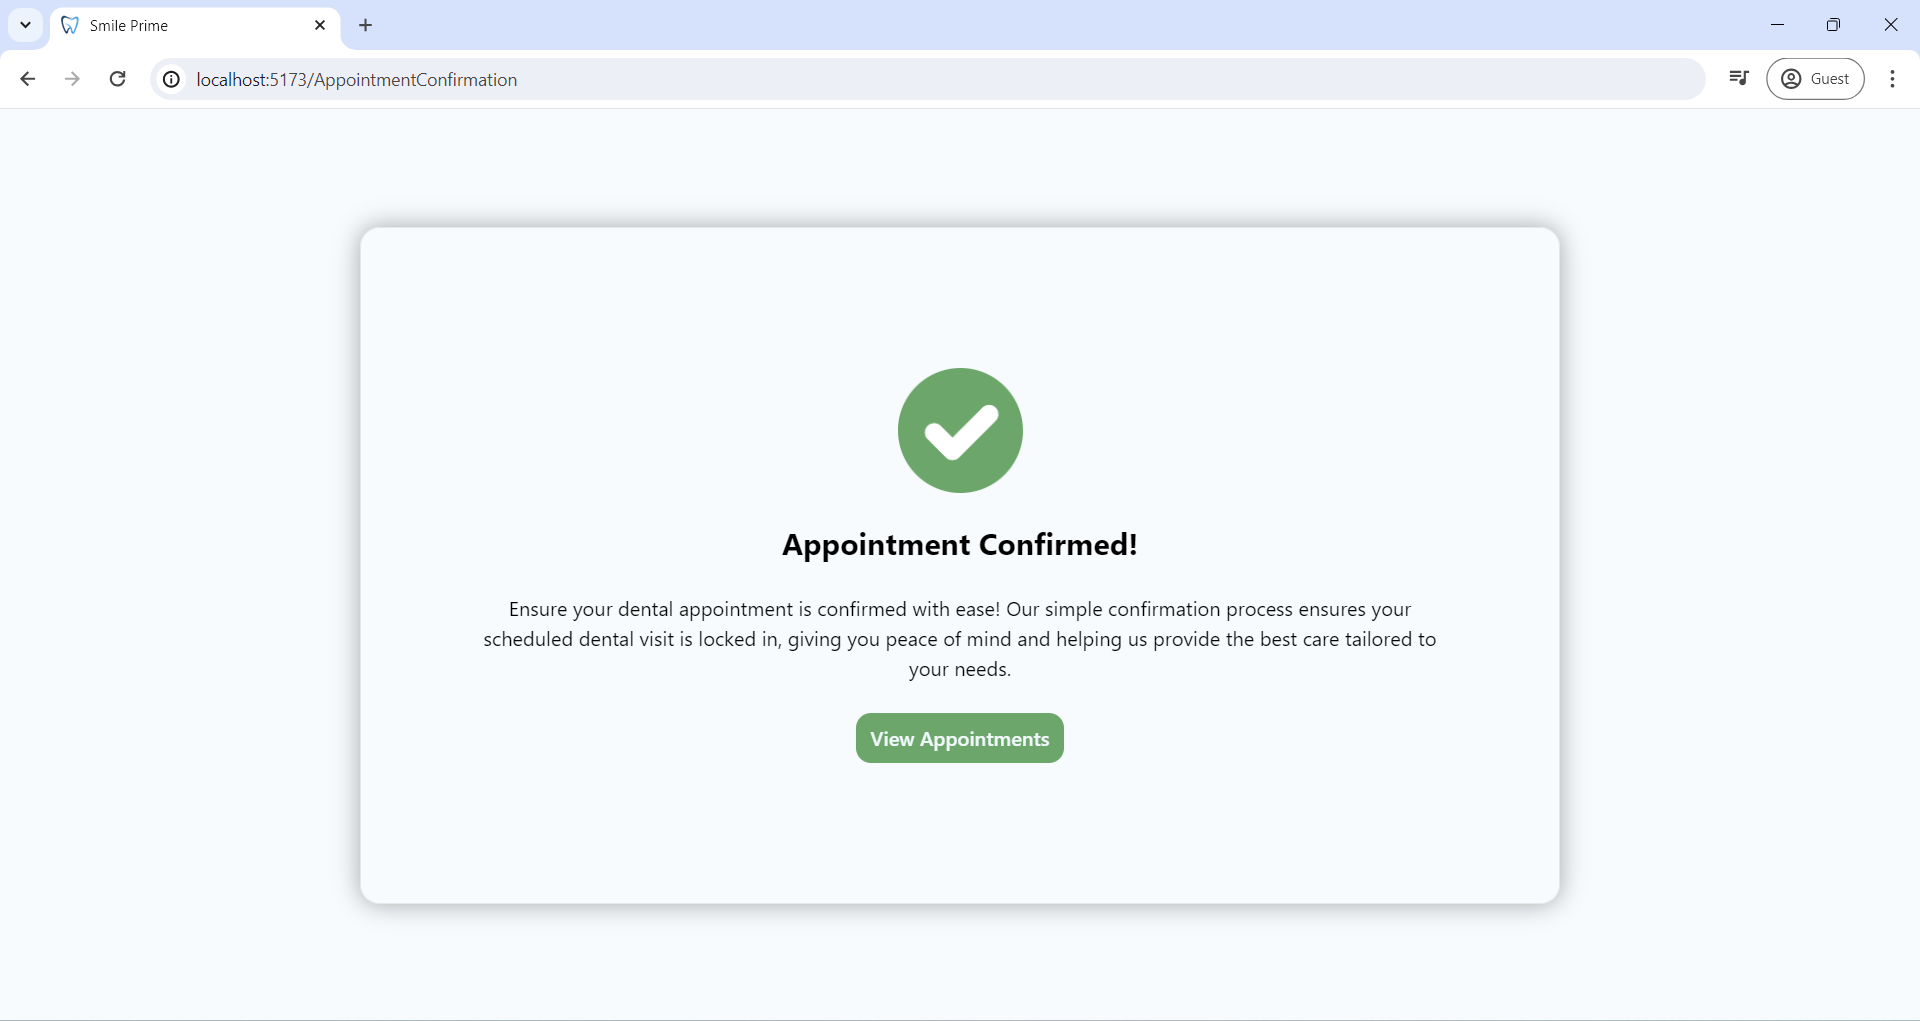 Smile Prime
localhost:5173/AppointmentConfirmation
Guest
Appointment Confirmed!
Ensure your dental appointment is confirmed with ease! Our simple confirmation process ensures your
scheduled dental visit is locked in, giving you peace of mind and helping us provide the best care tailored to
your needs.
View Appointments